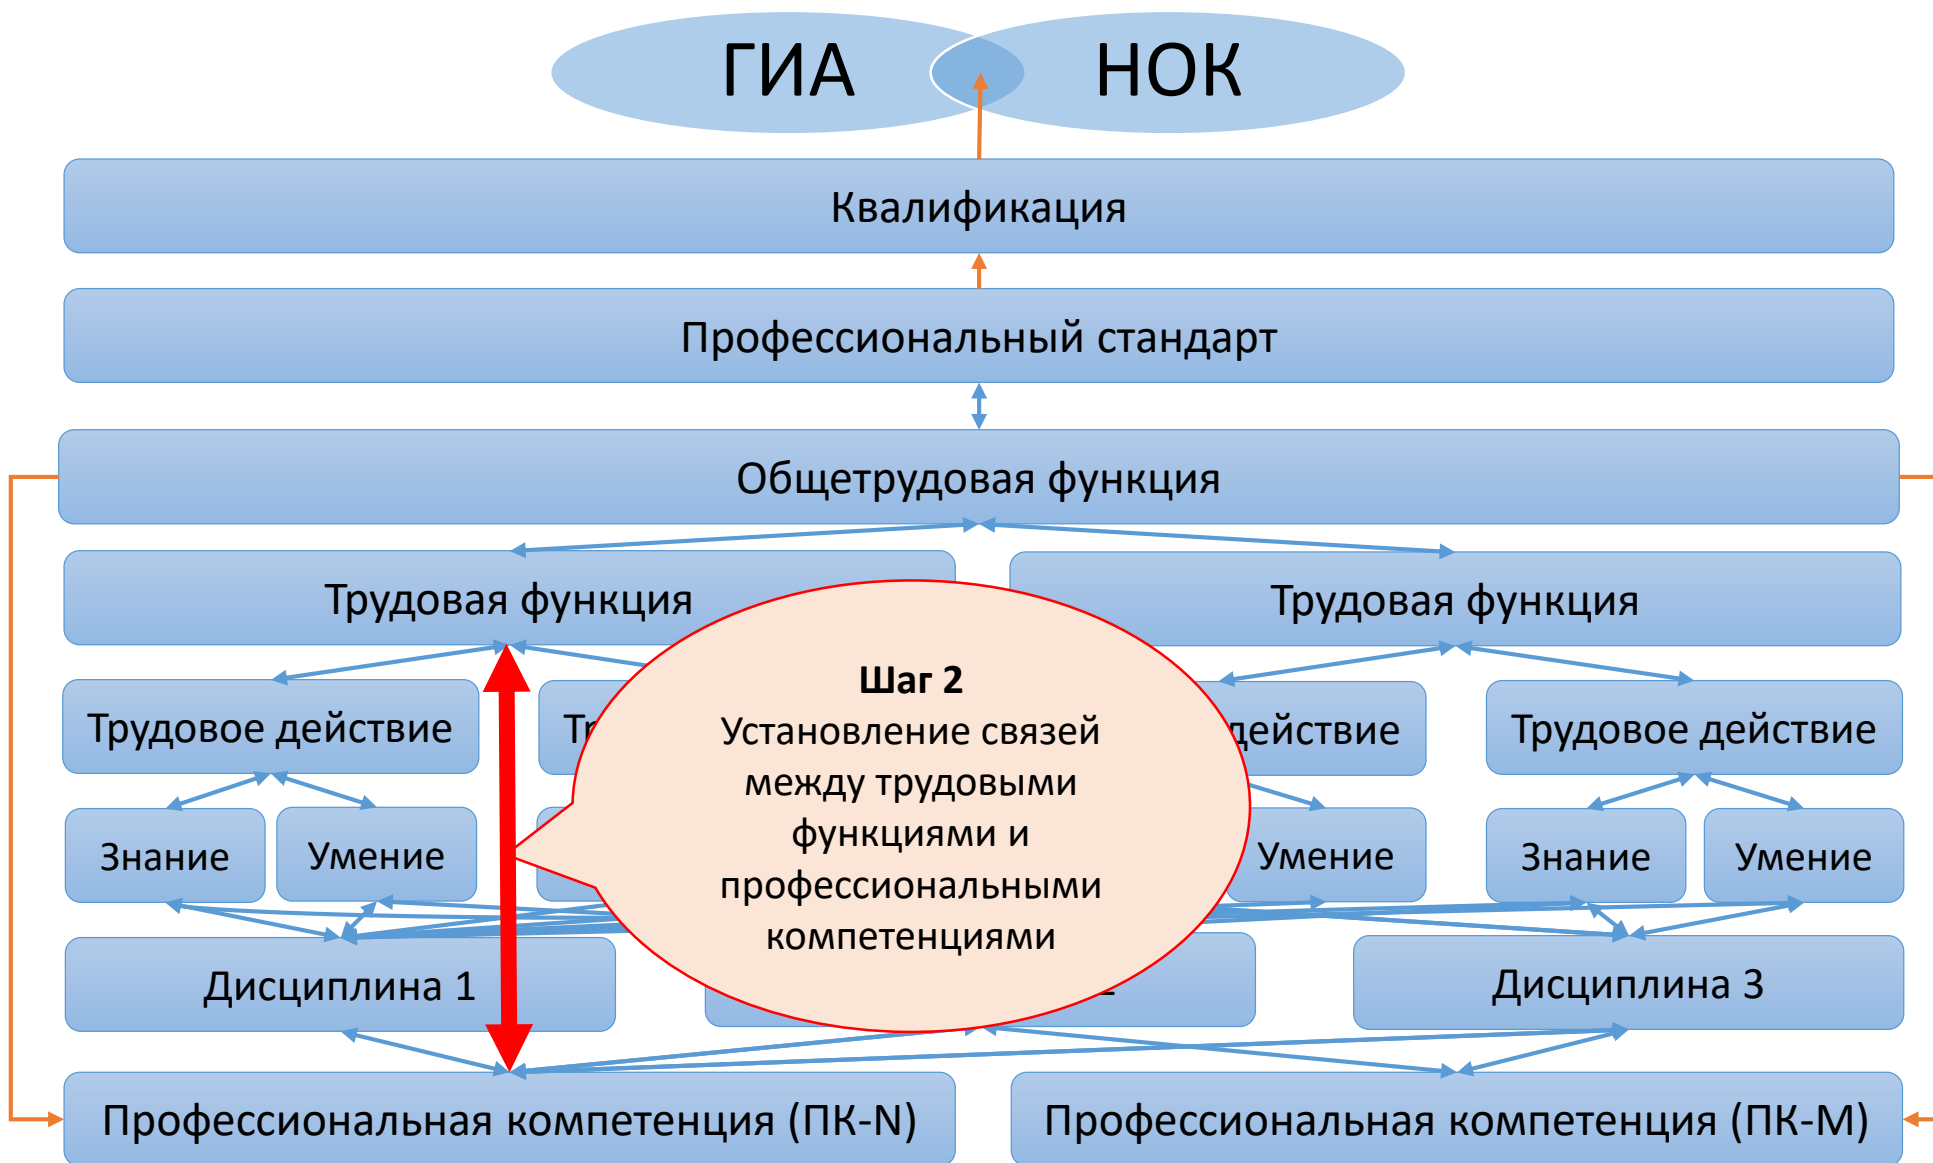 ГИА НОК
Квалификация
Профессиональный стандарт
Общетрудовая функция
Трудовая функция Трудовая функция
Шаг 2
Установление связей
между трудовыми
функциями и
профессиональными
компетенциями
Трудовое действие действие Трудовое действие
Знание Умение Умение Знание Умение
Дисциплина 1 Дисциплина 3
Профессиональная компетенция (ПК-N) Профессиональная компетенция (ПК-M)